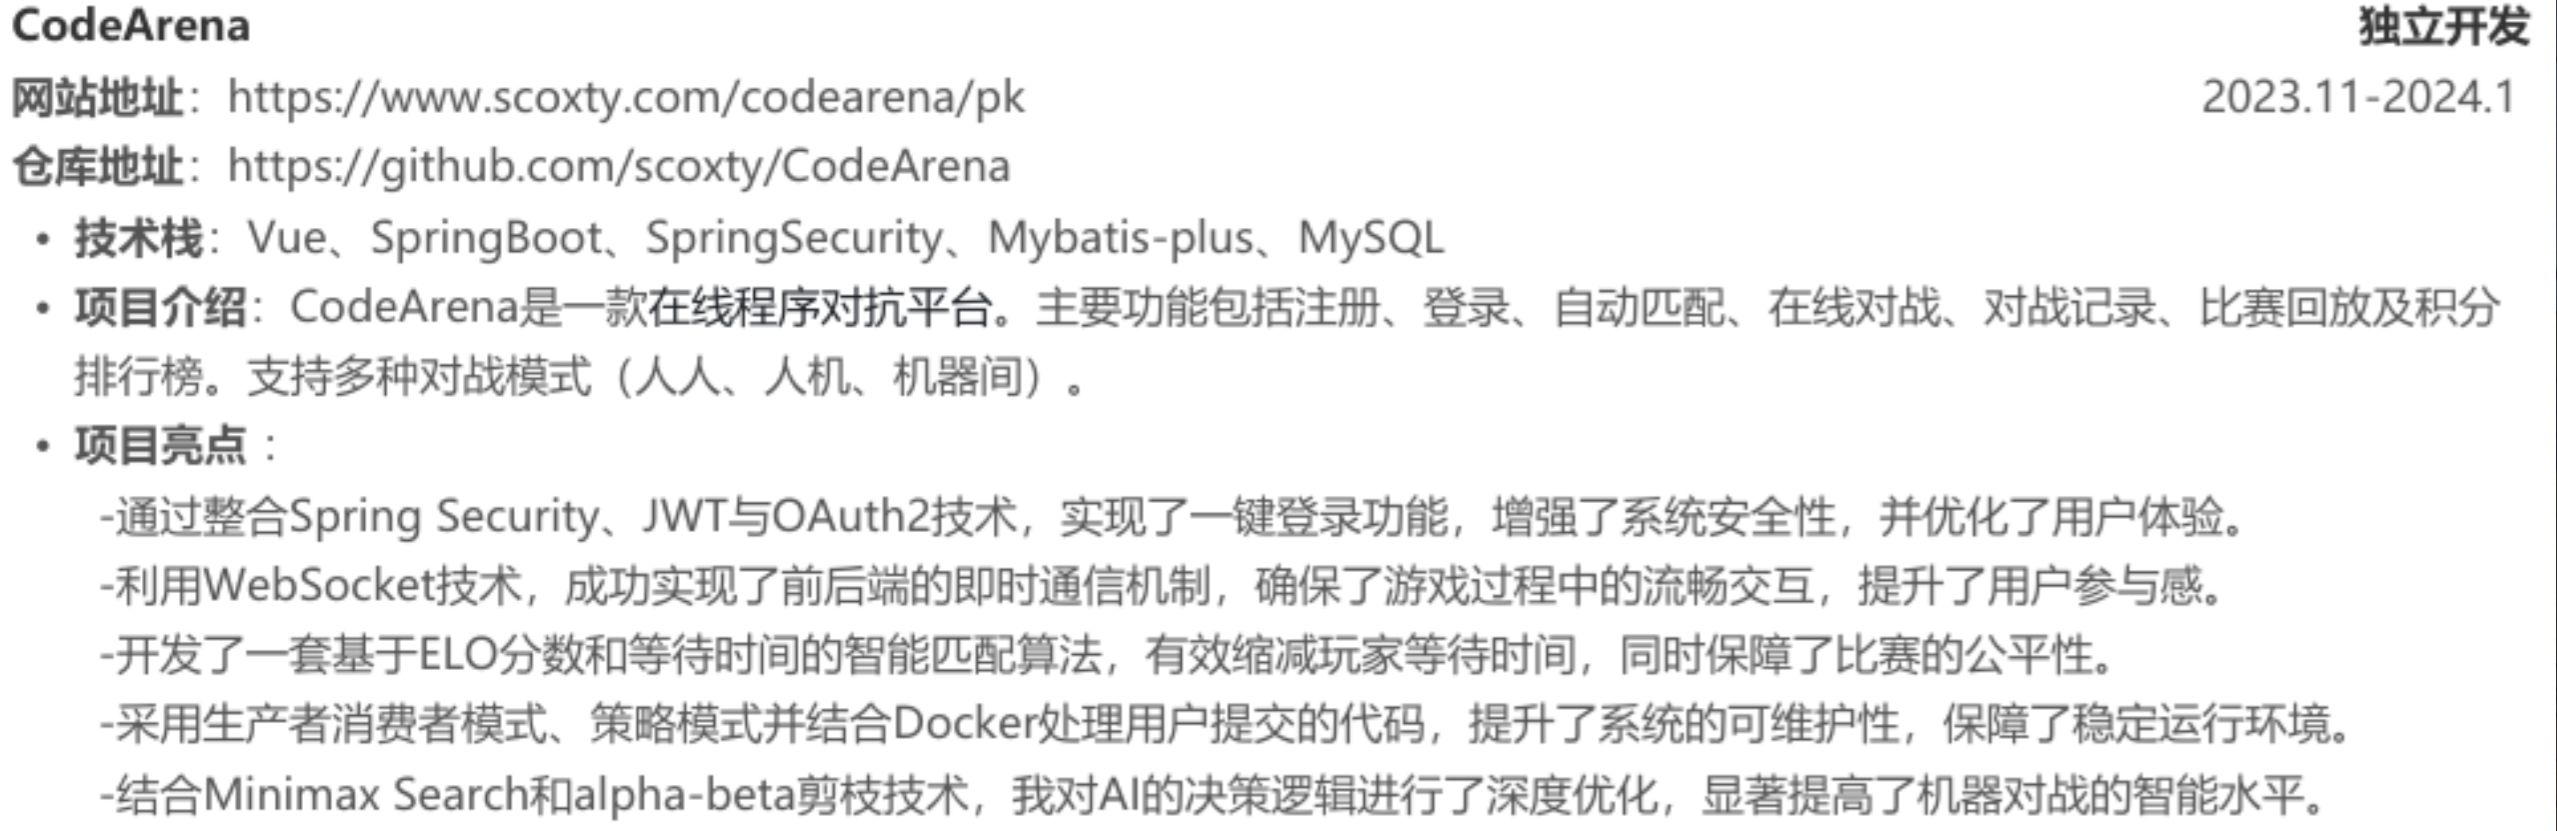 CodeArena 独立开发
网站地址：https://www.scoxty.com/codearena/pk 2023.11-2024.1
仓库地址：https://github.com/scoxty/CodeArena
• 技术栈：Vue、SpringBoot、SpringSecurity、Mybatis-plus、MySQL
• 项目介绍：CodeArena是一款在线程序对抗平台。主要功能包括注册、登录、自动匹配、在线对战、对战记录、比赛回放及积分
排行榜。支持多种对战模式（人人、人机、机器间）。
• 项目亮点：
-通过整合Spring Security、JWT与OAuth2技术，实现了一键登录功能，增强了系统安全性，并优化了用户体验。
-利用WebSocket技术，成功实现了前后端的即时通信机制，确保了游戏过程中的流畅交互，提升了用户参与感。
-开发了一套基于ELO分数和等待时间的智能匹配算法，有效缩减玩家等待时间，同时保障了比赛的公平性。
-采用生产者消费者模式、策略模式并结合Docker处理用户提交的代码，提升了系统的可维护性，保障了稳定运行环境。
-结合Minimax Search和alpha-beta剪枝技术，我对AI的决策逻辑进行了深度优化，显著提高了机器对战的智能水平。